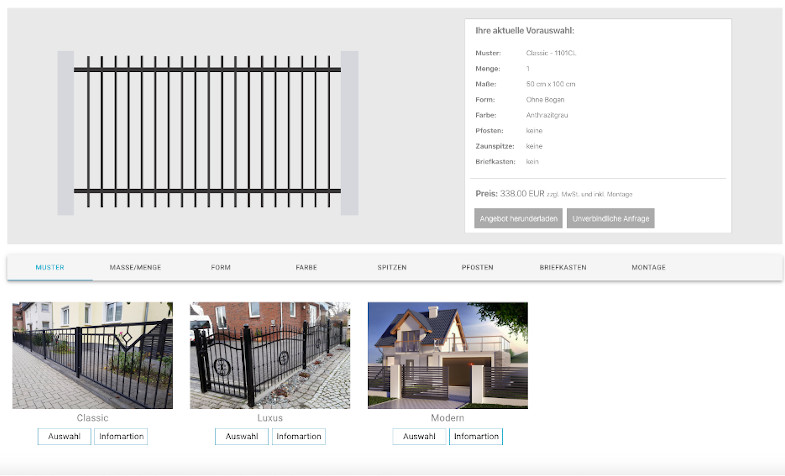 Ihre aktuelle Vorauswahl:
Muster: Classic - 1101CL
Menge: 1
Maße: 60 cm x 100 cm
Form: Ohne Bogen
Farbe: Anthrazitgrau
Pfosten: keine
Zaunspitze: keine
Briefkasten: kein
Preis: 338.00 EUR zzgl. MwSt. und inkl. Montage
Angebot herunterladen Unverbindliche Anfrage
MUSTER MASSE/MENGE FORM FARBE SPITZEN PFOSTEN BRIEFKASTEN MONTAGE
Classic Luxus Modern
Auswahl Infomartion Auswahl Infomartion Auswahl Infomartion